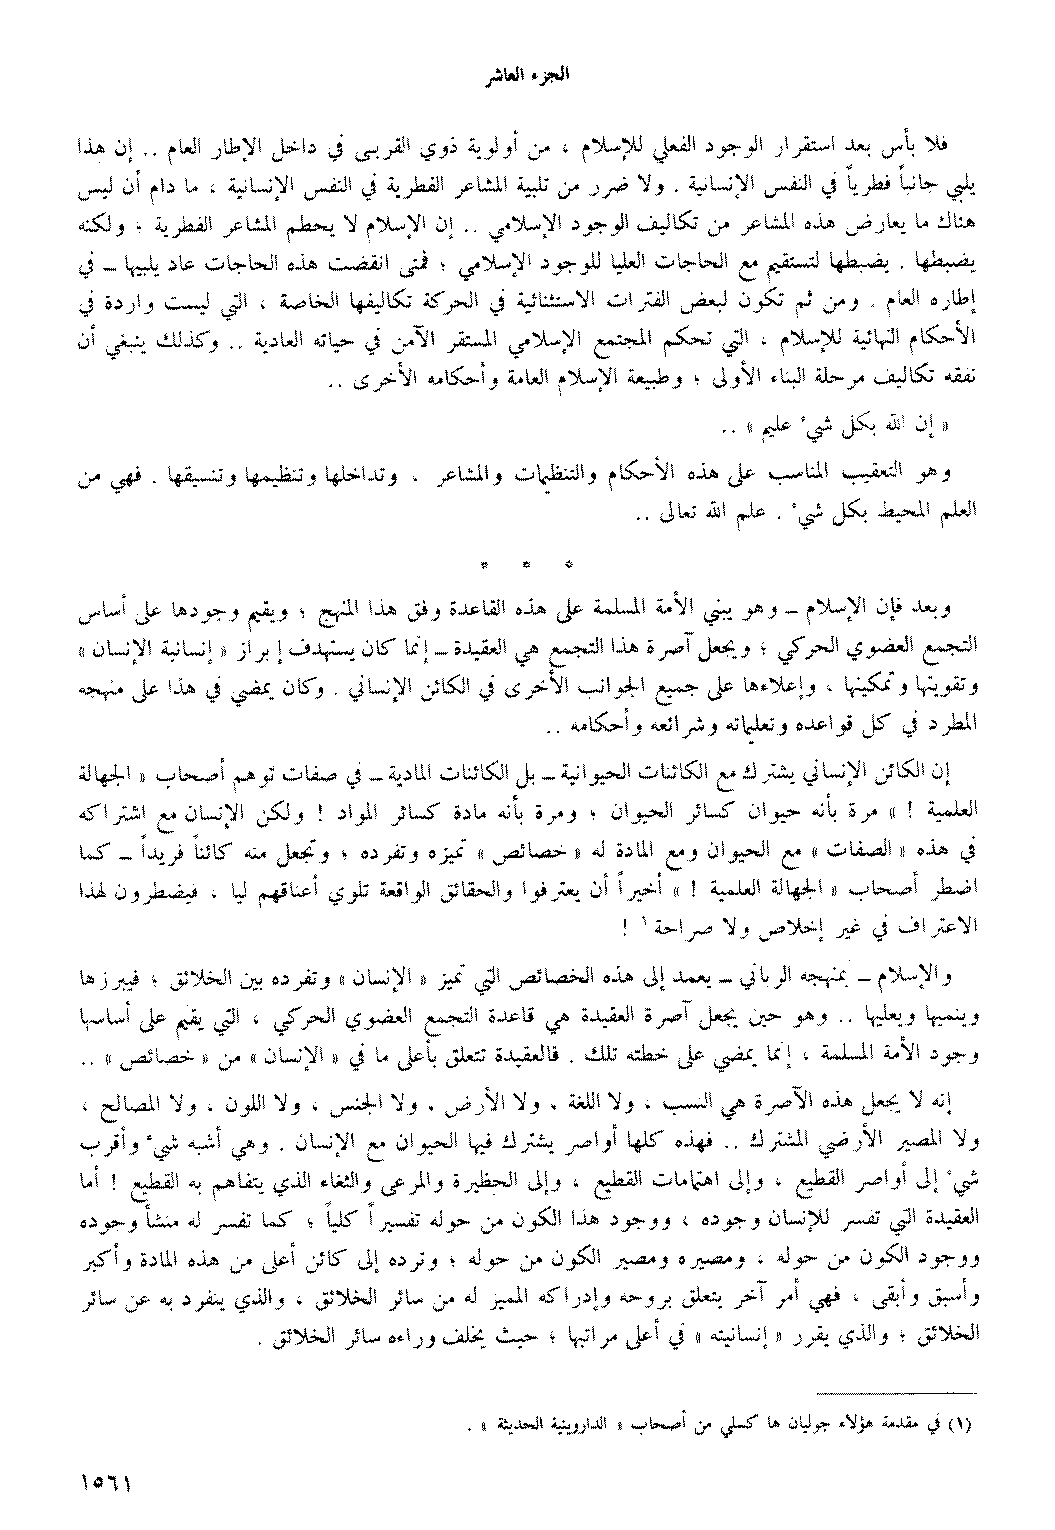 الجزء العاشر
فلا بأس بعد استقرار الوجود الفعلي للإسلام ، من أولوية ذوي القربى في داخل الإطار العام .. إن هذا
يلبي جانباً فطرياً في النفس الإنسانية . ولا ضرر من تلبية المشاعر الفطرية في النفس الإنسانية ، ما دام أن ليس
هناك ما يعارض هذه المشاعر من تكاليف الوجود الإسلامي .. إن الإسلام لا يحطم المشاعر الفطرية ؛ ولكنه
يضبطها . يضبطها لتستقيم مع الحاجات العليا للوجود الإسلامي ؛ فمتى انقضت هذه الحاجات عاد يلبيها – في
إطاره العام . ومن ثم تكون لبعض الفترات الاستثنائية في الحركة تكاليفها الخاصة ، التي ليست واردة في
الأحكام النهائية للإسلام ، التي تحكم المجتمع الإسلامي المستقر الآمن في حياته العادية .. وكذلك ينبغي أن
نفقه تكاليف مرحلة البناء الأولى ؛ وطبيعة الإسلام العامة وأحكامه الأخرى ..
« إن الله بكل شيء عليم » ..
وهو التعقيب المناسب على هذه الأحكام والتنظيمات والمشاعر ، وتداخلها وتنظيمها وتنسيقها . فهي من
العلم المحيط بكل شيء . علم الله تعالى ..
* * *
وبعد فإن الإسلام – وهو يبني الأمة المسلمة على هذه القاعدة وفق هذا المنهج ؛ ويقيم وجودها على أساس
التجمع العضوي الحركي ؛ ويجعل آصرة هذا التجمع هي العقيدة – إنما كان يستهدف إبراز « إنسانية الإنسان »
وتقويتها وتمكينها ، وإعلاءها على جميع الجوانب الأخرى في الكائن الإنساني . وكان يمضي في هذا على منهجه
المطرد في كل قواعده وتعليماته وشرائعه وأحكامه ..
إن الكائن الإنساني يشترك مع الكائنات الحيوانية – بل الكائنات المادية – في صفات توهم أصحاب « الجهالة
العلمية ! » مرة بأنه حيوان كسائر الحيوان ؛ ومرة بأنه مادة كسائر المواد ! ولكن الإنسان مع اشتراكه
في هذه « الصفات » مع الحيوان ومع المادة له « خصائص » تميزه وتفرده ؛ وتجعل منه كائناً فريداً – كما
اضطر أصحاب « الجهالة العلمية ! » أخيراً أن يعترفوا والحقائق الواقعة تلوي أعناقهم ليا ، فيضطرون لهذا
الاعتراف في غير إخلاص ولا صراحة ١ !
والإسلام – بمنهجه الرباني – يعمد إلى هذه الخصائص التي تميز « الإنسان » وتفرده بين الخلائق ؛ فيبرزها
وينميها ويعليها .. وهو حين يجعل آصرة العقيدة هي قاعدة التجمع العضوي الحركي ، التي يقيم على أساسها
وجود الأمة المسلمة ، إنما يمضي على خطته تلك . فالعقيدة تتعلق بأعلى ما في « الإنسان » من « خصائص » ..
إنه لا يجعل هذه الآصرة هي النسب ، ولا اللغة ، ولا الأرض ، ولا الجنس ، ولا اللون ، ولا المصالح ،
ولا المصير الأرضي المشترك .. فهذه كلها أواصر يشترك فيها الحيوان مع الإنسان . وهي أشبه شيء وأقرب
شيء إلى أواصر القطيع ، وإلى اهتمامات القطيع ، وإلى الحظيرة والمرعى والثغاء الذي يتفاهم به القطيع ! أما
العقيدة التي تفسر للإنسان وجوده ، ووجود هذا الكون من حوله تفسيراً كلياً ؛ كما تفسر له منشأ وجوده
ووجود الكون من حوله ، ومصيره ومصير الكون من حوله ؛ وترده إلى كائن أعلى من هذه المادة وأكبر
وأسبق وأبقى ، فهي أمر آخر يتعلق بروحه وإدراكه المميز له من سائر الخلائق ، والذي ينفرد به عن سائر
الخلائق ؛ والذي يقرر « إنسانيته » في أعلى مراتبها ؛ حيث يخلف وراءه سائر الخلائق .
(١) في مقدمة هؤلاء جوليان هاكسلي من أصحاب « الداروينية الحديثة » .
١٥٦١